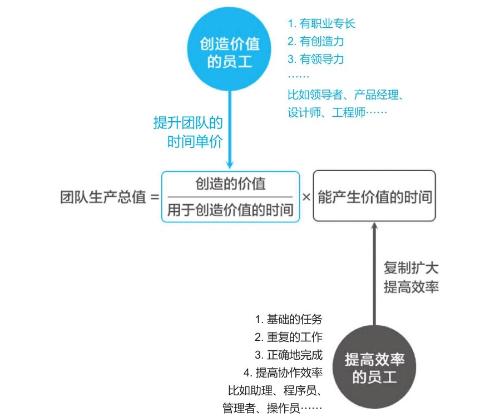 创造价值
的员工
1. 有职业专长
2. 有创造力
3. 有领导力
……
比如领导者、产品经理、
设计师、工程师……
提升团队的
时间单价
团队生产总值=
创造的价值
用于创造价值的时间
×
能产生价值的时间
复制扩大
提高效率
1. 基础的任务
2. 重复的工作
3. 正确地完成
4. 提高协作效率
比如助理、程序员、
管理者、操作员……
提高效率
的员工